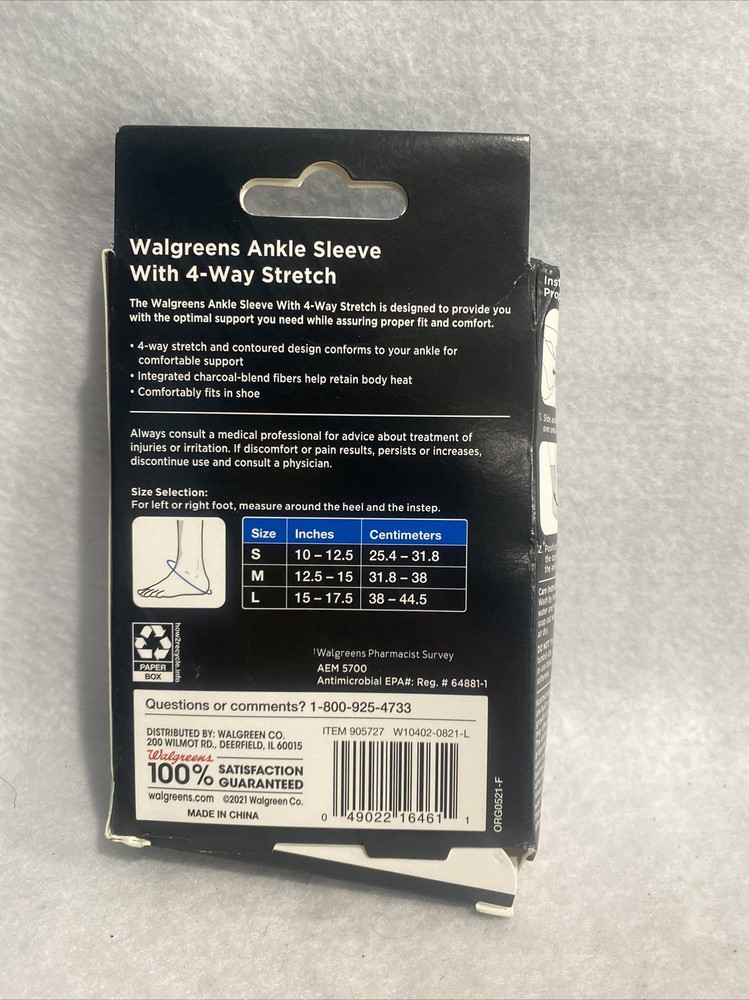 Walgreens Ankle Sleeve
With 4-Way Stretch
The Walgreens Ankle Sleeve With 4-Way Stretch is designed to provide you
with the optimal support you need while assuring proper fit and comfort.
• 4-way stretch and contoured design conforms to your ankle for
comfortable support
• Integrated charcoal-blend fibers help retain body heat
• Comfortably fits in shoe
Always consult a medical professional for advice about treatment of
injuries or irritation. If discomfort or pain results, persists or increases,
discontinue use and consult a physician.
Size Selection:
For left or right foot, measure around the heel and the instep.
Size Inches Centimeters
S 10 – 12.5 25.4 – 31.8
M 12.5 – 15 31.8 – 38
L 15 – 17.5 38 – 44.5
how2recycle.info
PAPER
BOX
†Walgreens Pharmacist Survey
AEM 5700
Antimicrobial EPA#: Reg. # 64881-1
Questions or comments? 1-800-925-4733
DISTRIBUTED BY: WALGREEN CO.
200 WILMOT RD., DEERFIELD, IL 60015
Walgreens
100% SATISFACTION
GUARANTEED
walgreens.com ©2021 Walgreen Co.
MADE IN CHINA
ITEM 905727 W10402-0821-L
0 49022 16461 1
ORG0521-F